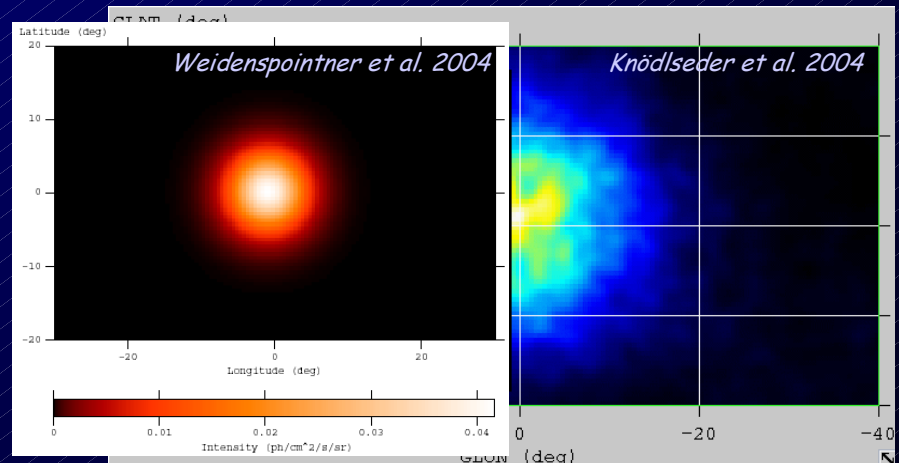 GLAT (deg)
Latitude (deg)
20
10
0
-10
-20
Weidenspointner et al. 2004
-20
0
20
Longitude (deg)
0
0.01
0.02
0.03
0.04
Intensity (ph/cm^2/s/sr)
Knödlseder et al. 2004
0
-20
-40
GLON (deg)